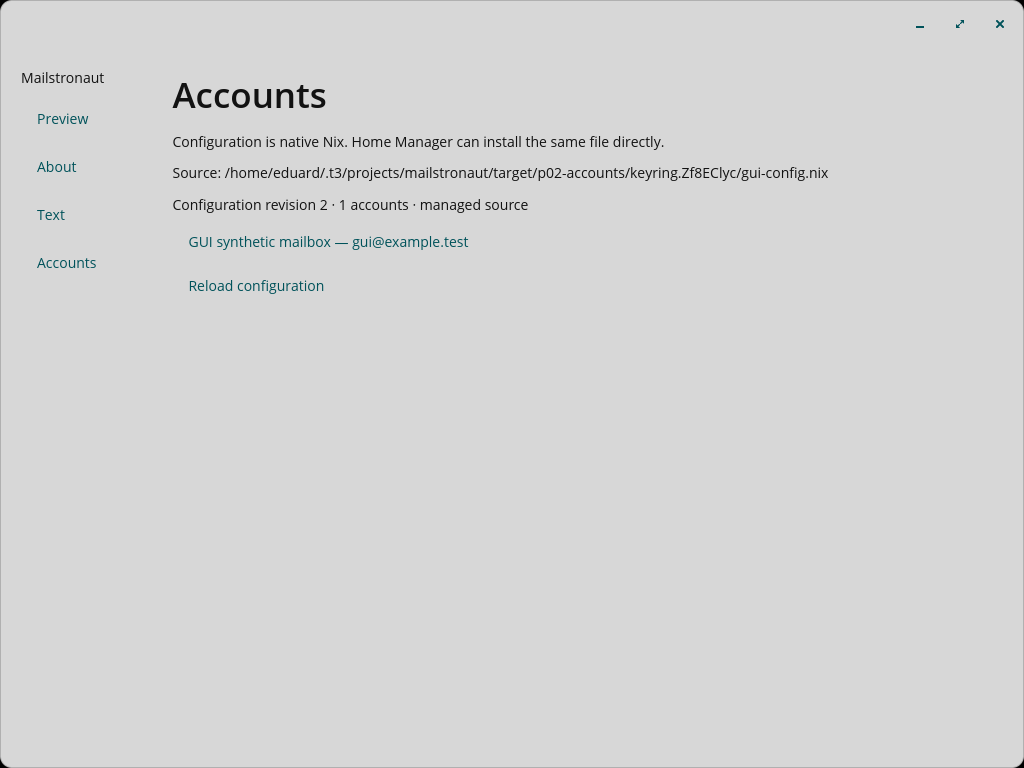 Mailstronaut
Preview
About
Text
Accounts
Accounts
Configuration is native Nix. Home Manager can install the same file directly.
Source: /home/eduard/.t3/projects/mailstronaut/target/p02-accounts/keyring.Zf8EClyc/gui-config.nix
Configuration revision 2 · 1 accounts · managed source
GUI synthetic mailbox — gui@example.test
Reload configuration